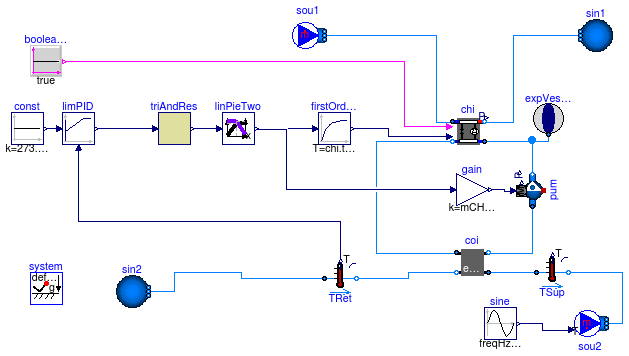 sou1
sin1
boolea...
true
const
limPID
triAndRes
linPieTwo
firstOrd...
chi
expVes...
k=273....
T=chi.t...
gain
k=mCH...
pum
coi
e...
system
def...
g
sin2
T
TRet
T
TSup
sine
freqHz...
sou2